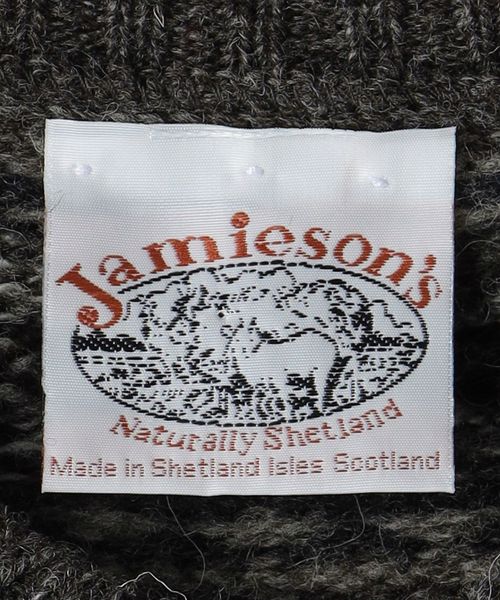 Jamieson's
Naturally Shetland
Made in Shetland Isles Scotland